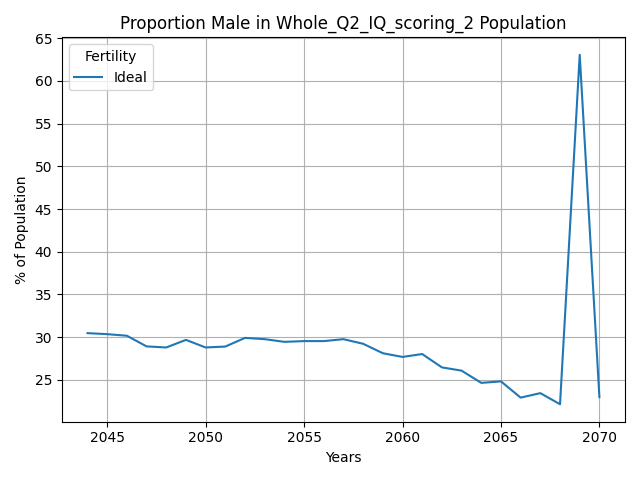 Proportion Male in Whole_Q2_IQ_scoring_2 Population
65
60
55
50
45
40
35
30
25
% of Population
Fertility
Ideal
2045 2050 2055 2060 2065 2070
Years